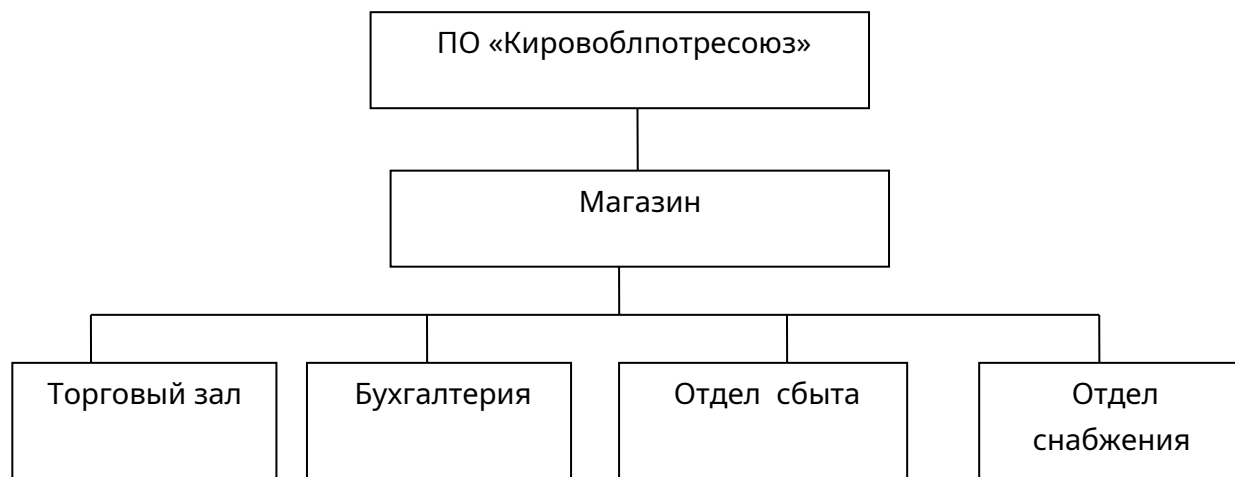 ПО «Кировоблпотресоюз»
Магазин
Торговый зал
Бухгалтерия
Отдел сбыта
Отдел
снабжения